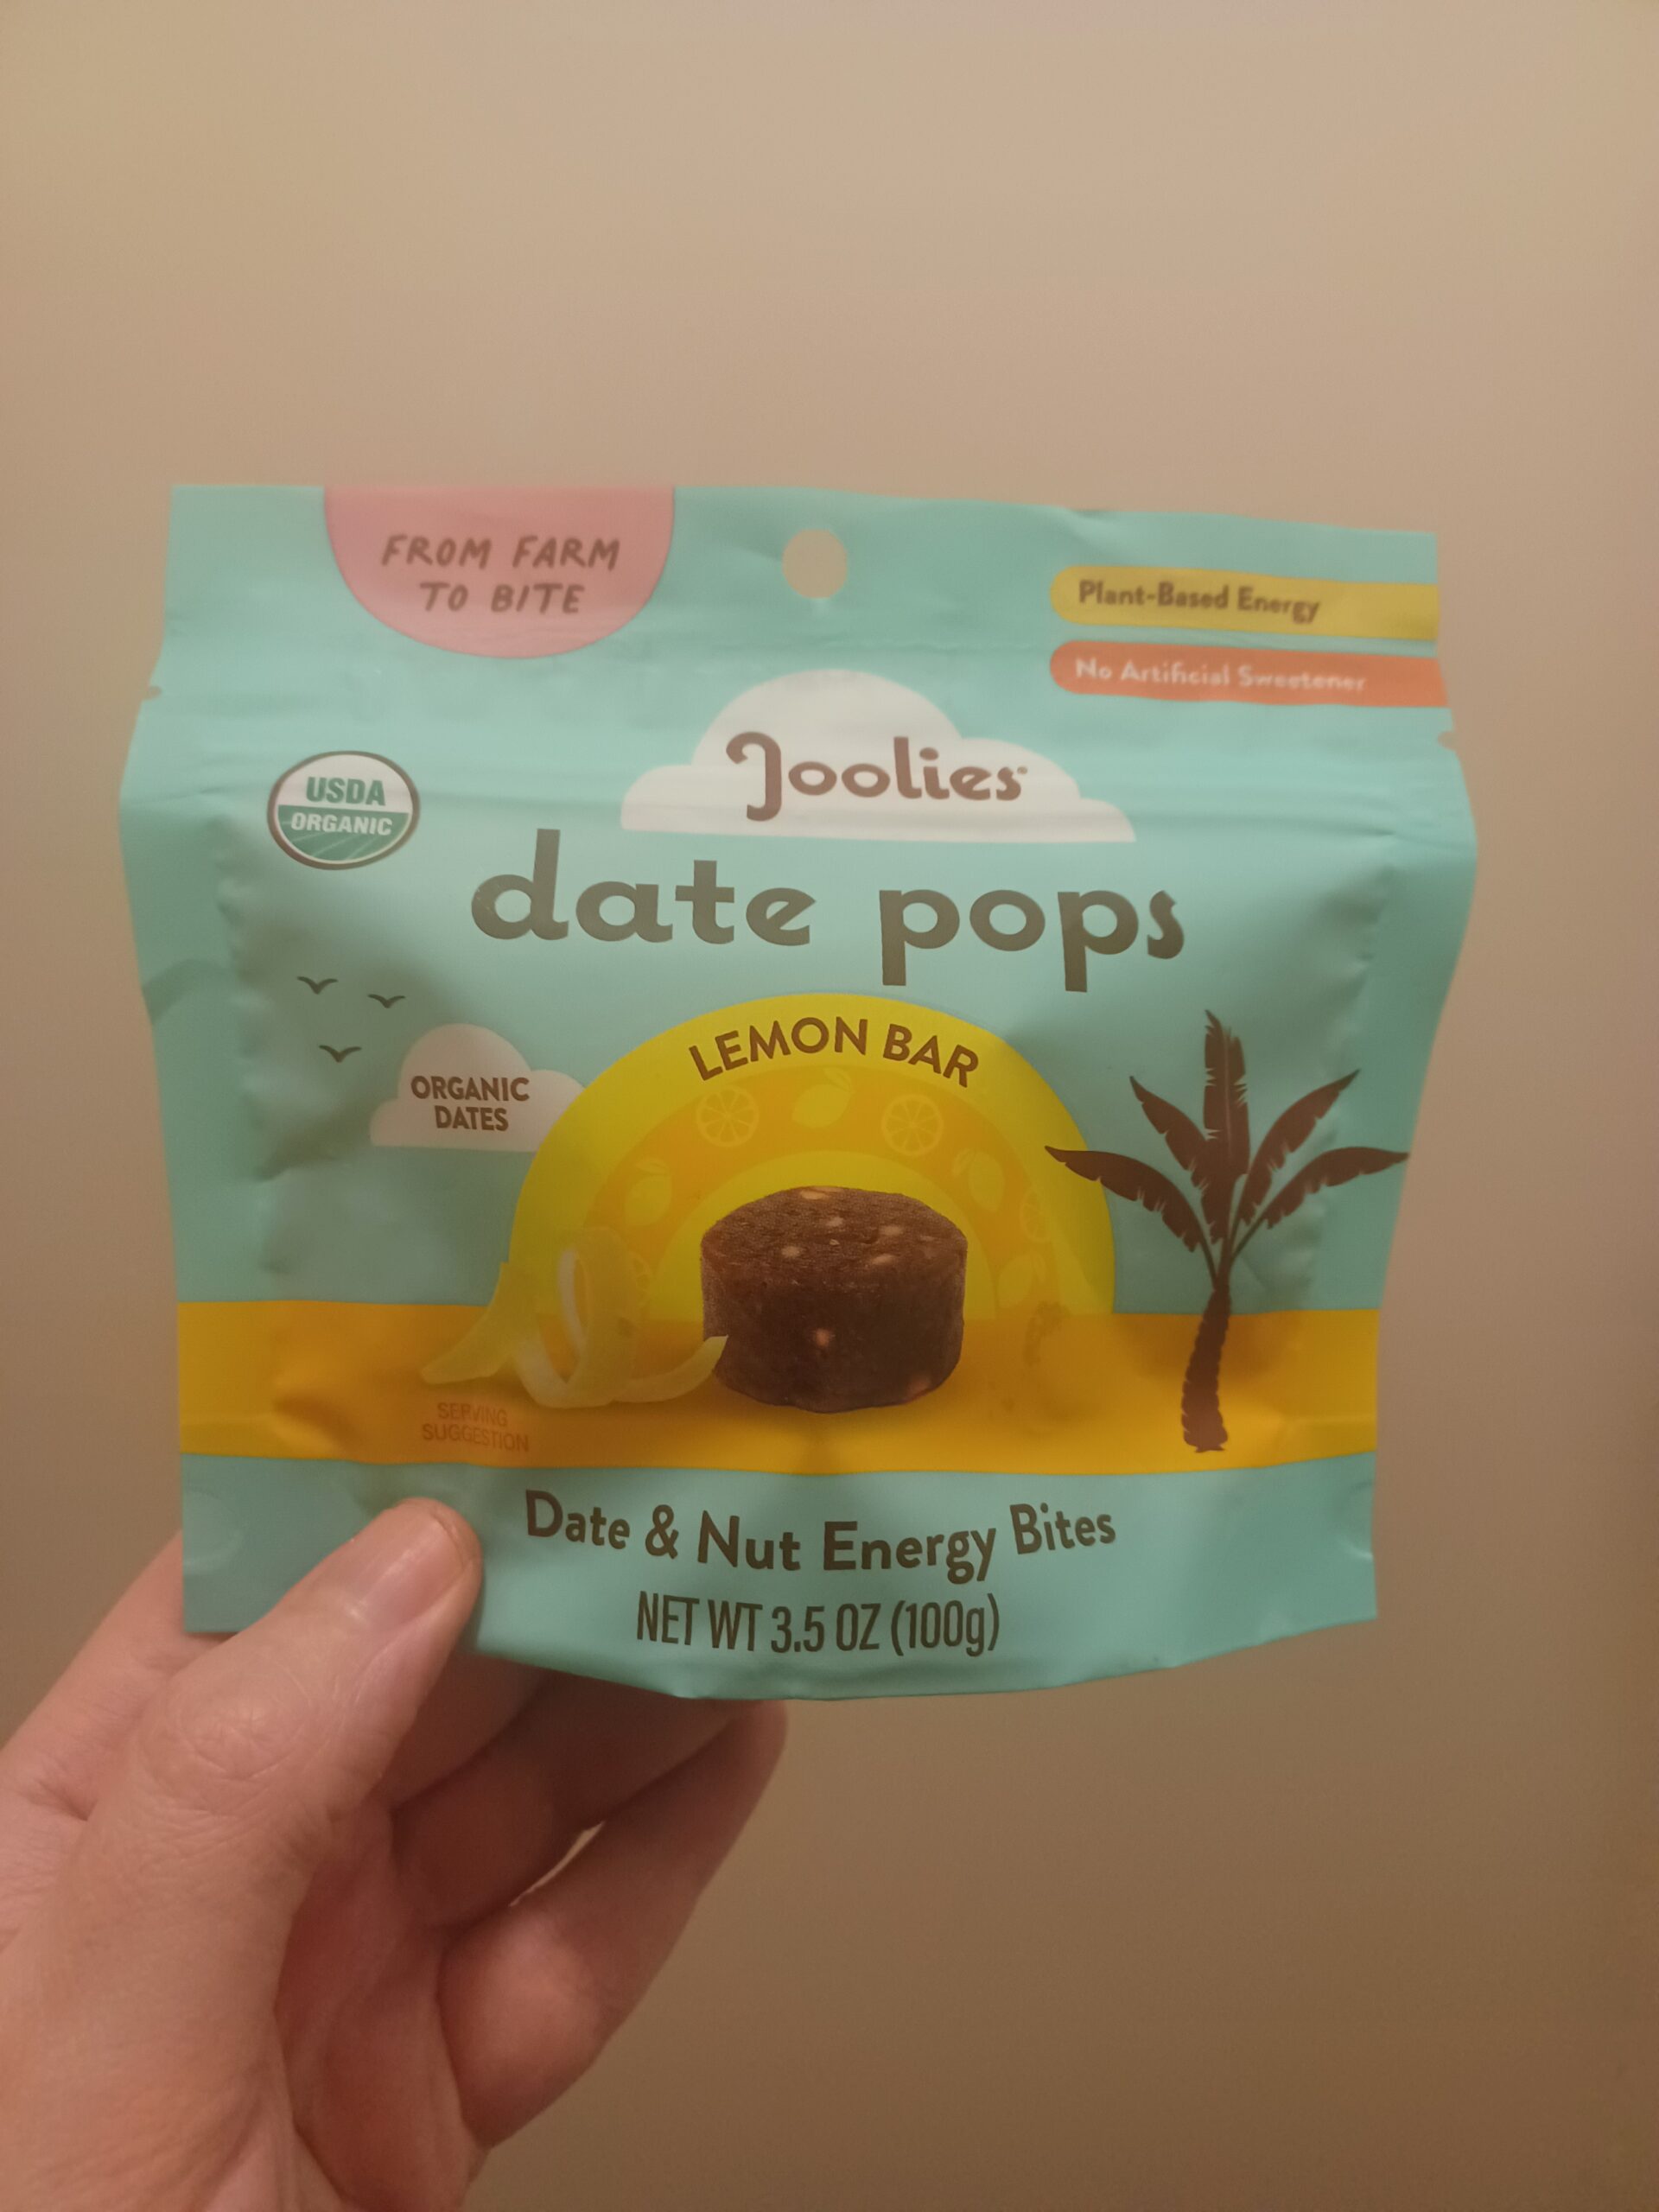 FROM FARM
TO BITE
Plant-Based Energy
No Artificial Sweetener
Joolies
USDA
ORGANIC
date pops
LEMON BAR
ORGANIC
DATES
SERVING
SUGGESTION
Date & Nut Energy Bites
NET WT 3.5 OZ (100g)